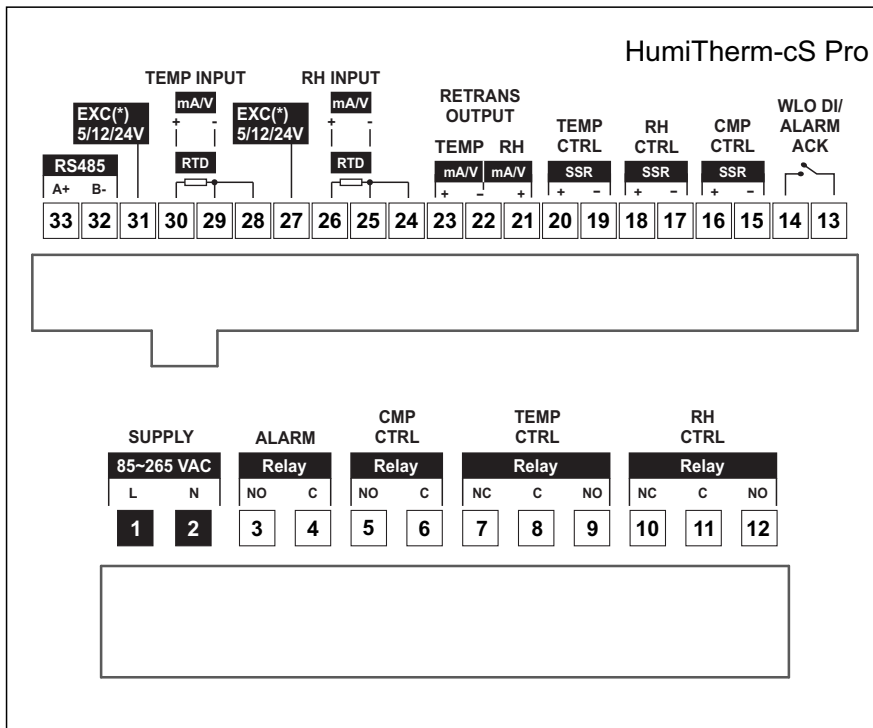 HumiTherm-cS Pro
TEMP INPUT RH INPUT
mA/V mA/V
RETRANS
OUTPUT
WLO DI/
ALARM
ACK
EXC(*)
5/12/24V
EXC(*)
5/12/24V
TEMP
CTRL
RH
CTRL
CMP
CTRL
+ - + -
TEMP RH
RS485 RTD RTD mA/V mA/V SSR SSR SSR
A+ B- + − + + − + − + −
33 32 31 30 29 28 27 26 25 24 23 22 21 20 19 18 17 16 15 14 13
SUPPLY ALARM
CMP
CTRL
TEMP
CTRL
RH
CTRL
85~265 VAC Relay Relay Relay Relay
L N NO C NO C NC C NO NC C NO
1 2 3 4 5 6 7 8 9 10 11 12